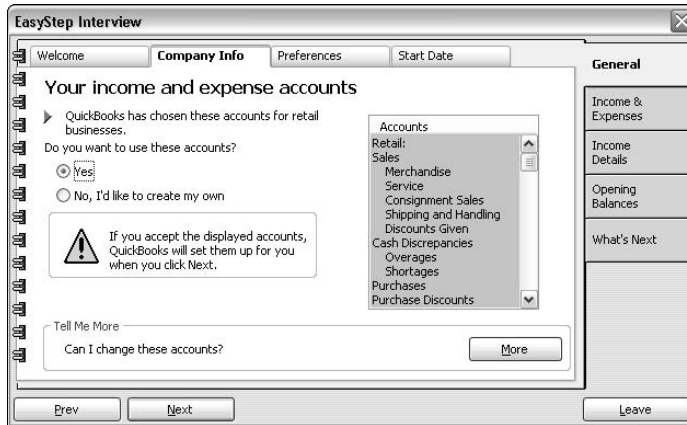 EasyStep Interview
Welcome
Company Info
Preferences
Start Date
General
Income &
Expenses
Income
Details
Opening
Balances
What's Next
Your income and expense accounts
QuickBooks has chosen these accounts for retail
businesses.
Do you want to use these accounts?
Yes
No, I'd like to create my own
If you accept the displayed accounts,
QuickBooks will set them up for you
when you click Next.
Accounts
Retail:
Sales
Merchandise
Service
Consignment Sales
Shipping and Handling
Discounts Given
Cash Discrepancies
Overages
Shortages
Purchases
Purchase Discounts
Tell Me More
Can I change these accounts?
More
Prev
Next
Leave